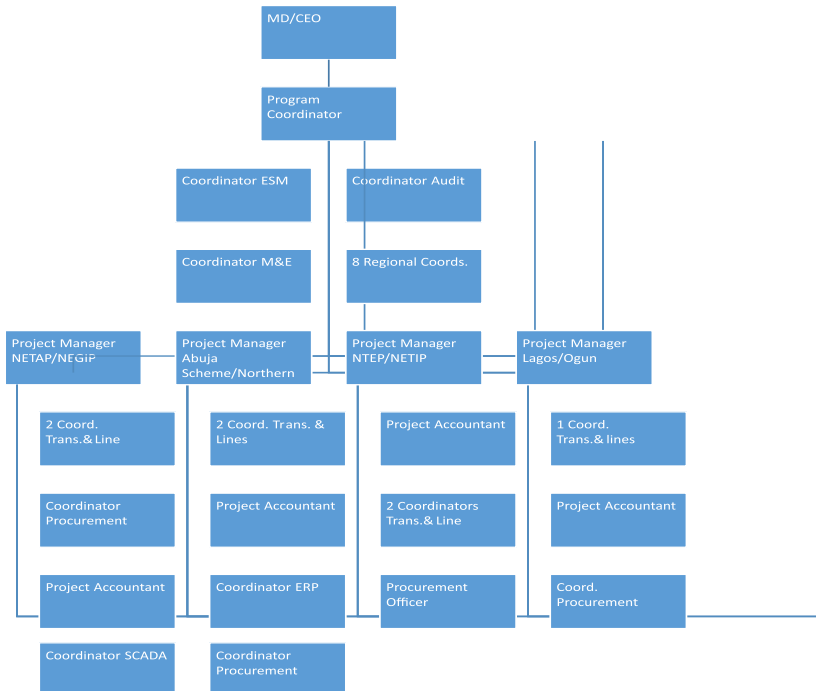 MD/CEO
Program
Coordinator
Coordinator ESM
Coordinator Audit
Coordinator M&E
8 Regional Coords.
Project Manager
NETAP/NEGIP
Project Manager
Abuja
Scheme/Northern
Project Manager
NTEP/NETIP
Project Manager
Lagos/Ogun
2 Coord.
Trans.& Line
2 Coord. Trans. &
Lines
Project Accountant
1 Coord.
Trans.& lines
Coordinator
Procurement
Project Accountant
2 Coordinators
Trans.& Line
Project Accountant
Project Accountant
Coordinator ERP
Procurement
Officer
Coord.
Procurement
Coordinator SCADA
Coordinator
Procurement